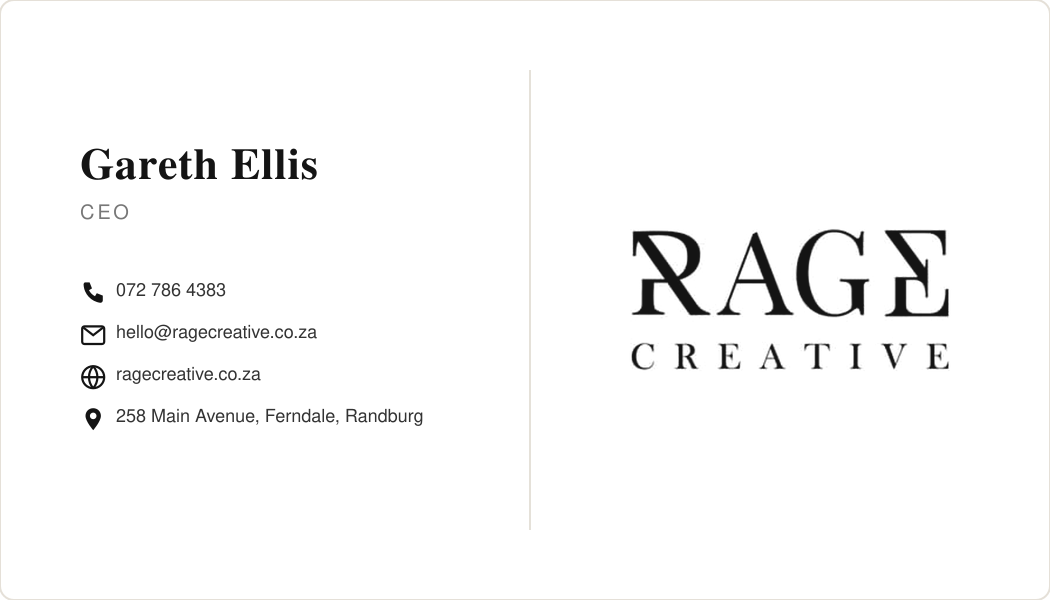 Gareth Ellis
CEO
072 786 4383
hello@ragecreative.co.za
ragecreative.co.za
258 Main Avenue, Ferndale, Randburg
RAGE
CREATIVE